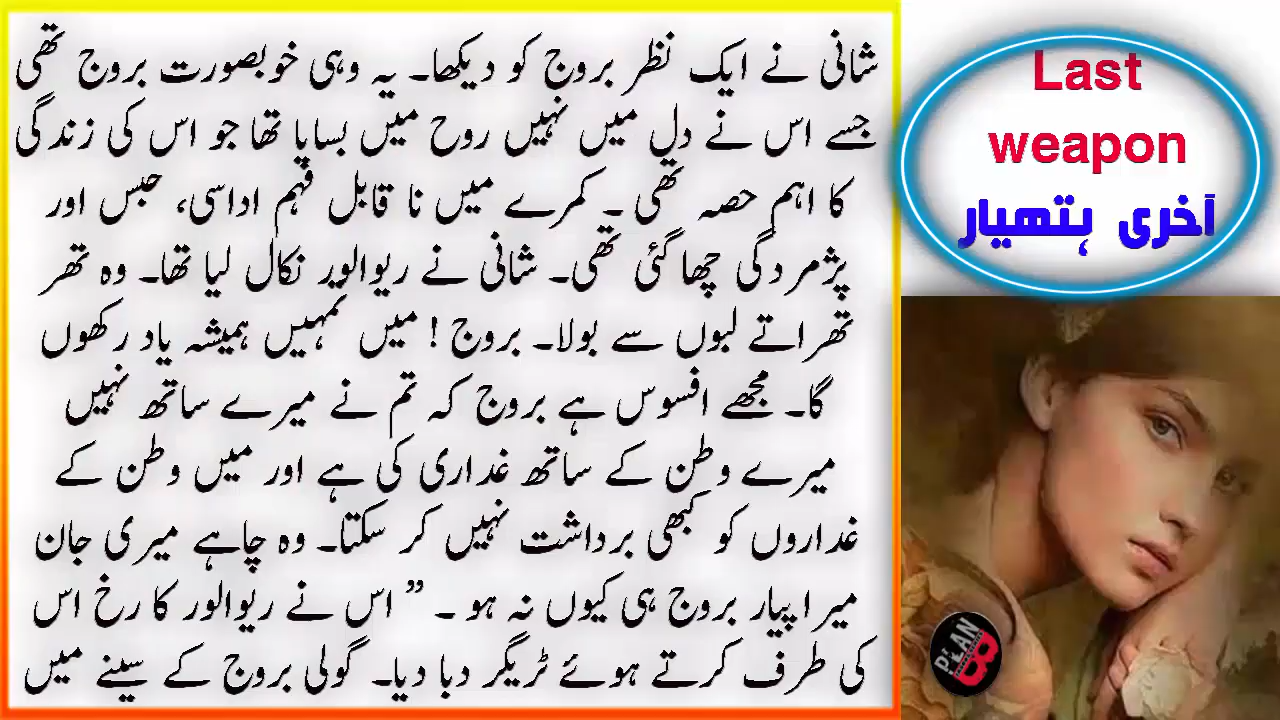 شانی نے ایک نظر بروج کو دیکھا۔ یہ وہی خوبصورت بروج تھی
جسے اس نے دل میں نہیں روح میں بسایا تھا جو اس کی زندگی
کا اہم حصہ تھی ۔ کمرے میں نا قابل فہم اداسی، حبس اور
پژمردگی چھا گئی تھی۔ شانی نے ریوالور نکال لیا تھا۔ وہ تھر
تھراتے لبوں سے بولا۔ بروج ! میں تمہیں ہمیشہ یاد رکھوں
گا۔ مجھے افسوس ہے بروج کہ تم نے میرے ساتھ نہیں
میرے وطن کے ساتھ غداری کی ہے اور میں وطن کے
غداروں کو کبھی برداشت نہیں کر سکتا۔ وہ چاہے میری جان
میرا پیار بروج ہی کیوں نہ ہو ۔ ” اس نے ریوالور کا رخ اس
کی طرف کرتے ہوئے ٹریگر دبا دیا۔ گولی بروج کے سینے میں
Last
weapon
آخری ہتھیار
PLAN
8